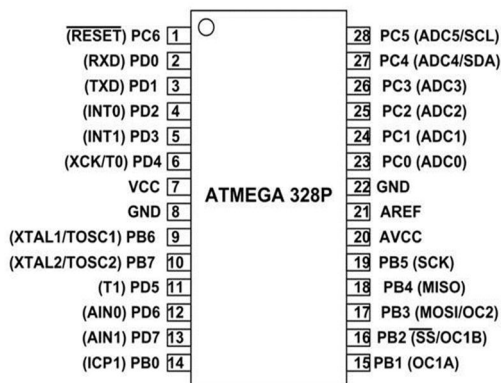 (RESET) PC6 1
(RXD) PD0 2
(TXD) PD1 3
(INT0) PD2 4
(INT1) PD3 5
(XCK/T0) PD4 6
VCC 7
GND 8
(XTAL1/TOSC1) PB6 9
(XTAL2/TOSC2) PB7 10
(T1) PD5 11
(AIN0) PD6 12
(AIN1) PD7 13
(ICP1) PB0 14
ATMEGA 328P
28 PC5 (ADC5/SCL)
27 PC4 (ADC4/SDA)
26 PC3 (ADC3)
25 PC2 (ADC2)
24 PC1 (ADC1)
23 PC0 (ADC0)
22 GND
21 AREF
20 AVCC
19 PB5 (SCK)
18 PB4 (MISO)
17 PB3 (MOSI/OC2)
16 PB2 (SS/OC1B)
15 PB1 (OC1A)